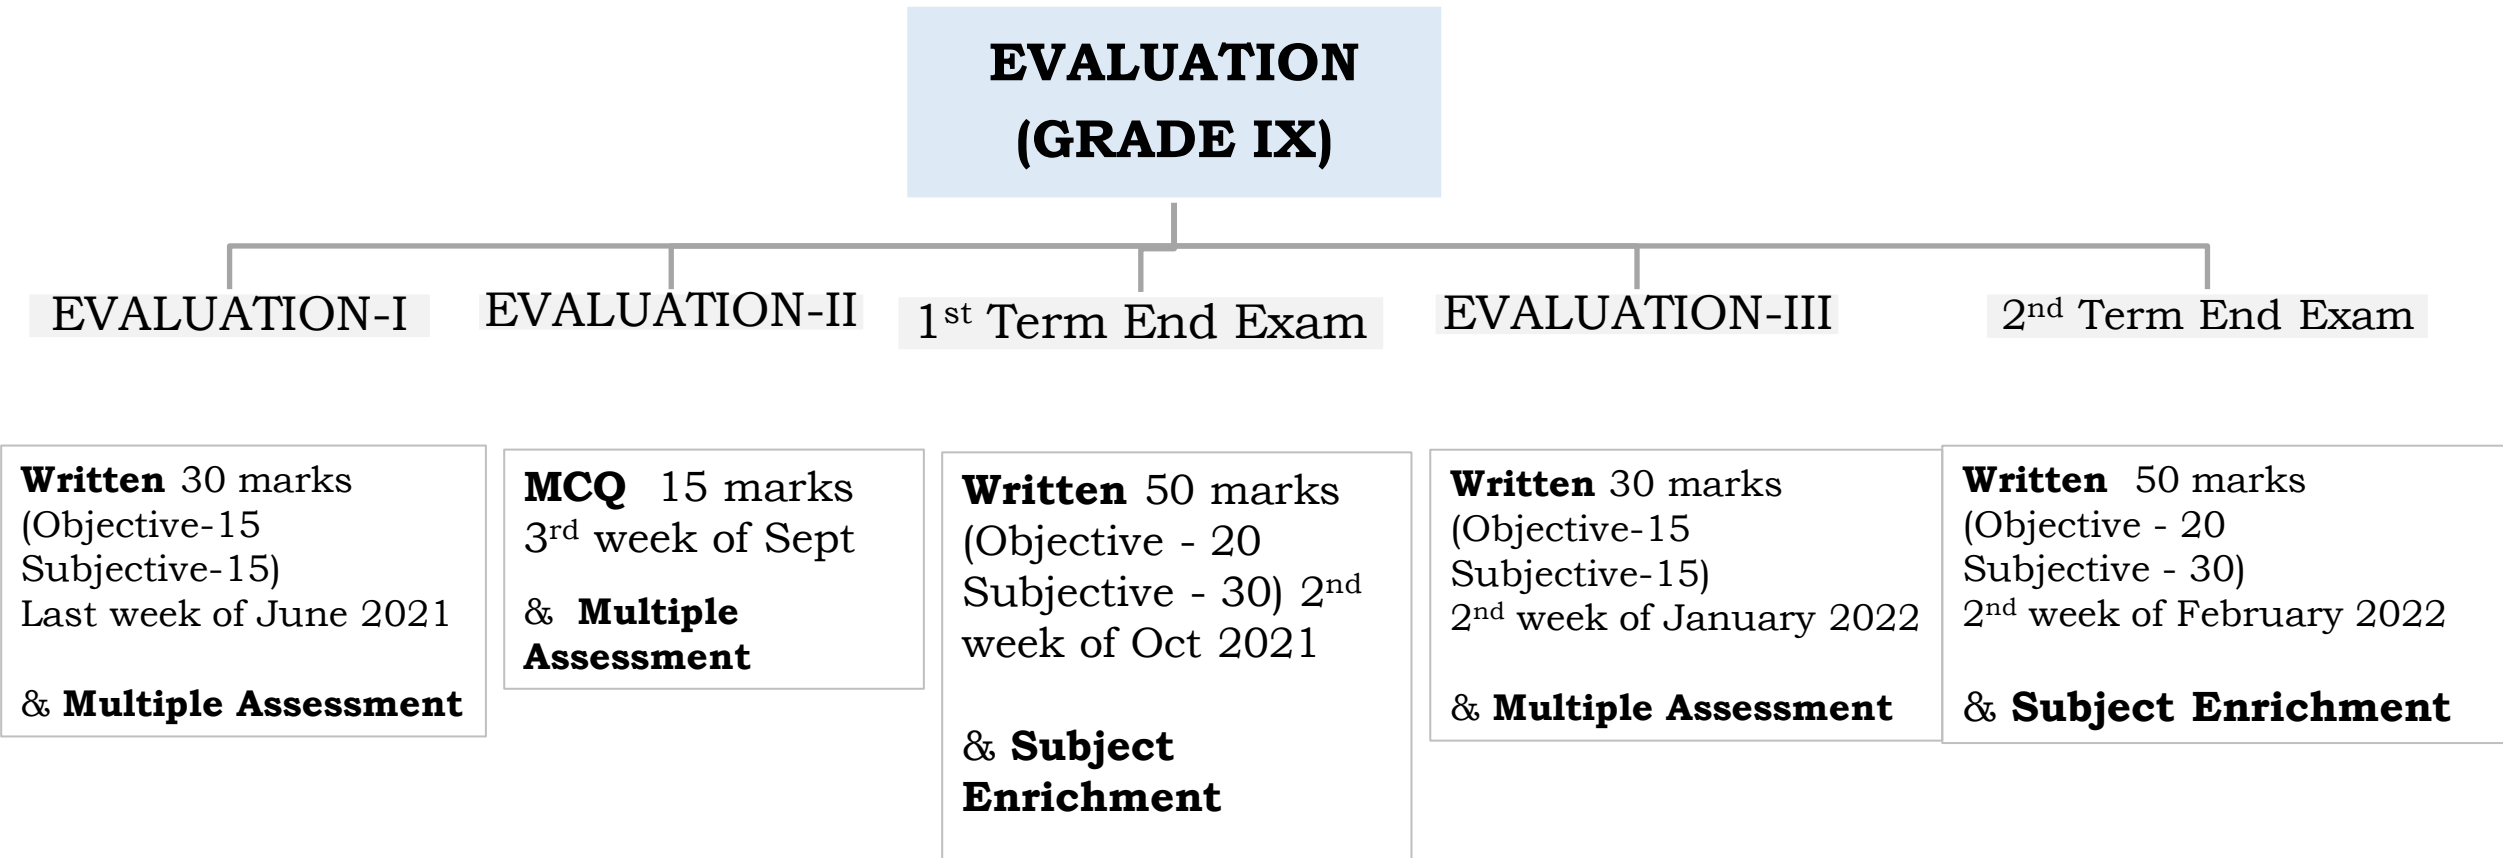 EVALUATION
(GRADE IX)
EVALUATION-I
EVALUATION-II
1st Term End Exam
EVALUATION-III
2nd Term End Exam
Written 30 marks
(Objective-15
Subjective-15)
Last week of June 2021
& Multiple Assessment
MCQ 15 marks
3rd week of Sept
& Multiple
Assessment
Written 50 marks
(Objective - 20
Subjective - 30) 2nd
week of Oct 2021
& Subject
Enrichment
Written 30 marks
(Objective-15
Subjective-15)
2nd week of January 2022
& Multiple Assessment
Written 50 marks
(Objective - 20
Subjective - 30)
2nd week of February 2022
& Subject Enrichment